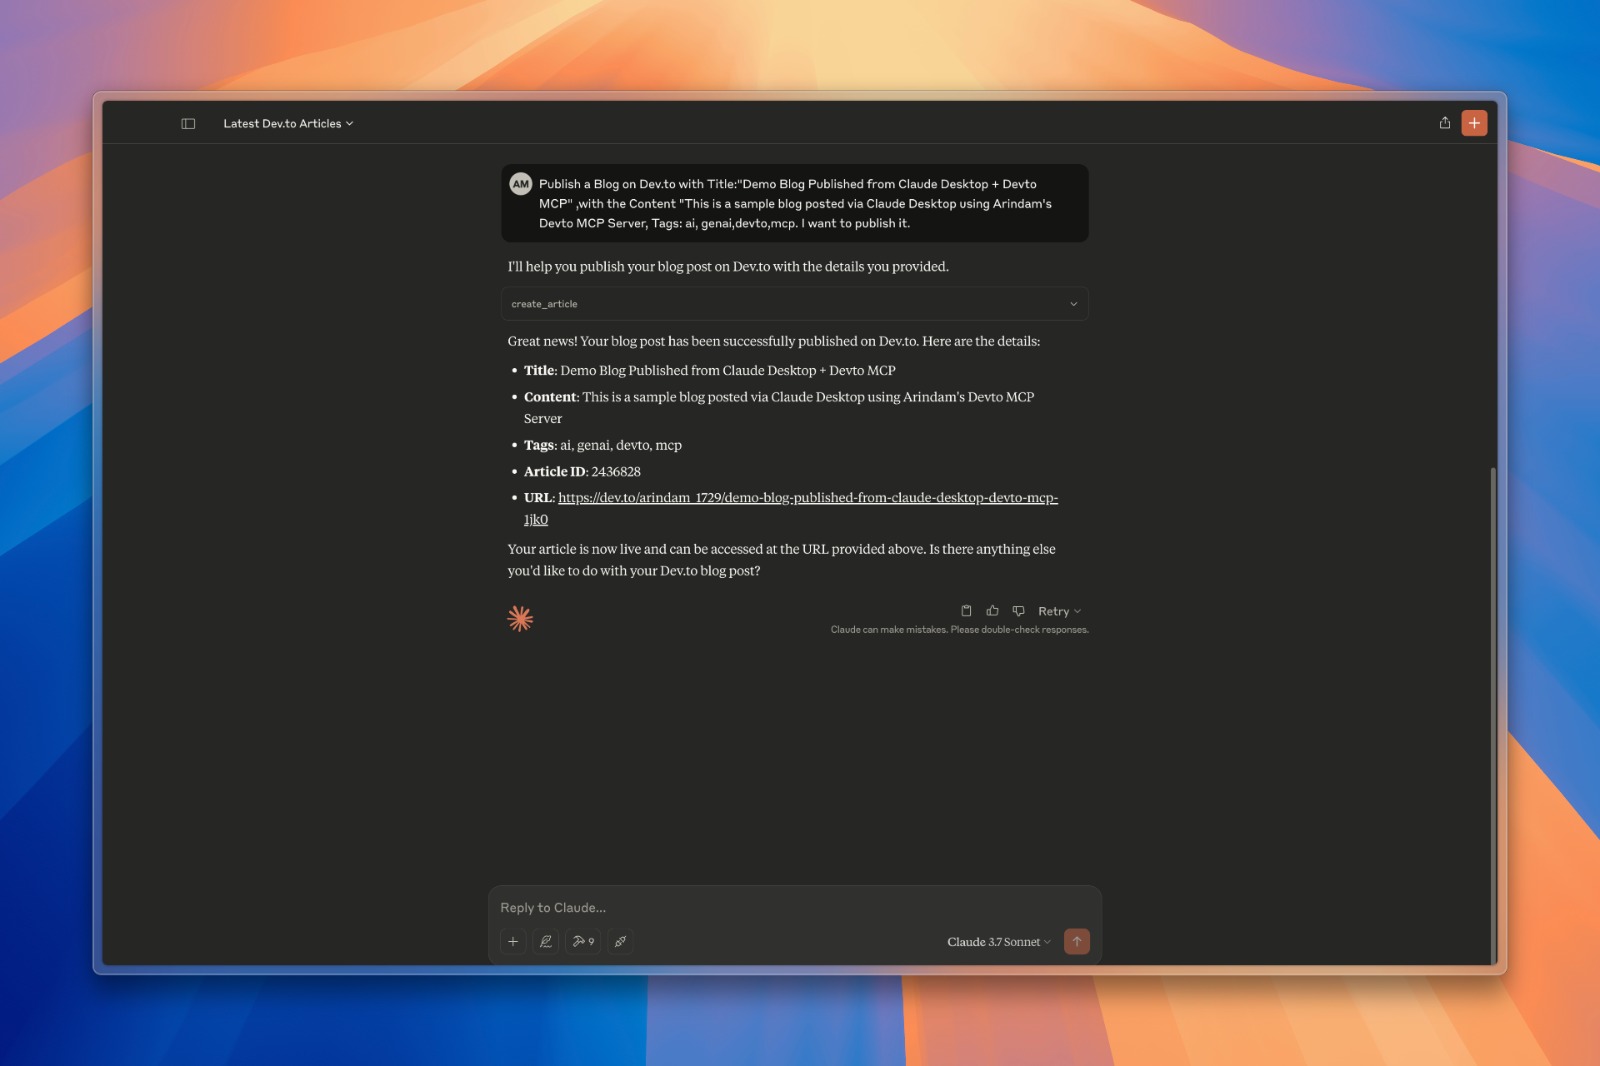 Latest Dev.to Articles
AM
Publish a Blog on Dev.to with Title:"Demo Blog Published from Claude Desktop + Devto
MCP" ,with the Content "This is a sample blog posted via Claude Desktop using Arindam's
Devto MCP Server, Tags: ai, genai,devto,mcp. I want to publish it.
I'll help you publish your blog post on Dev.to with the details you provided.
create_article
Great news! Your blog post has been successfully published on Dev.to. Here are the details:
• Title: Demo Blog Published from Claude Desktop + Devto MCP
• Content: This is a sample blog posted via Claude Desktop using Arindam's Devto MCP
Server
• Tags: ai, genai, devto, mcp
• Article ID: 2436828
• URL: https://dev.to/arindam_1729/demo-blog-published-from-claude-desktop-devto-mcp-
1jk0
Your article is now live and can be accessed at the URL provided above. Is there anything else
you'd like to do with your Dev.to blog post?
Retry
Claude can make mistakes. Please double-check responses.
Reply to Claude...
9
Claude 3.7 Sonnet